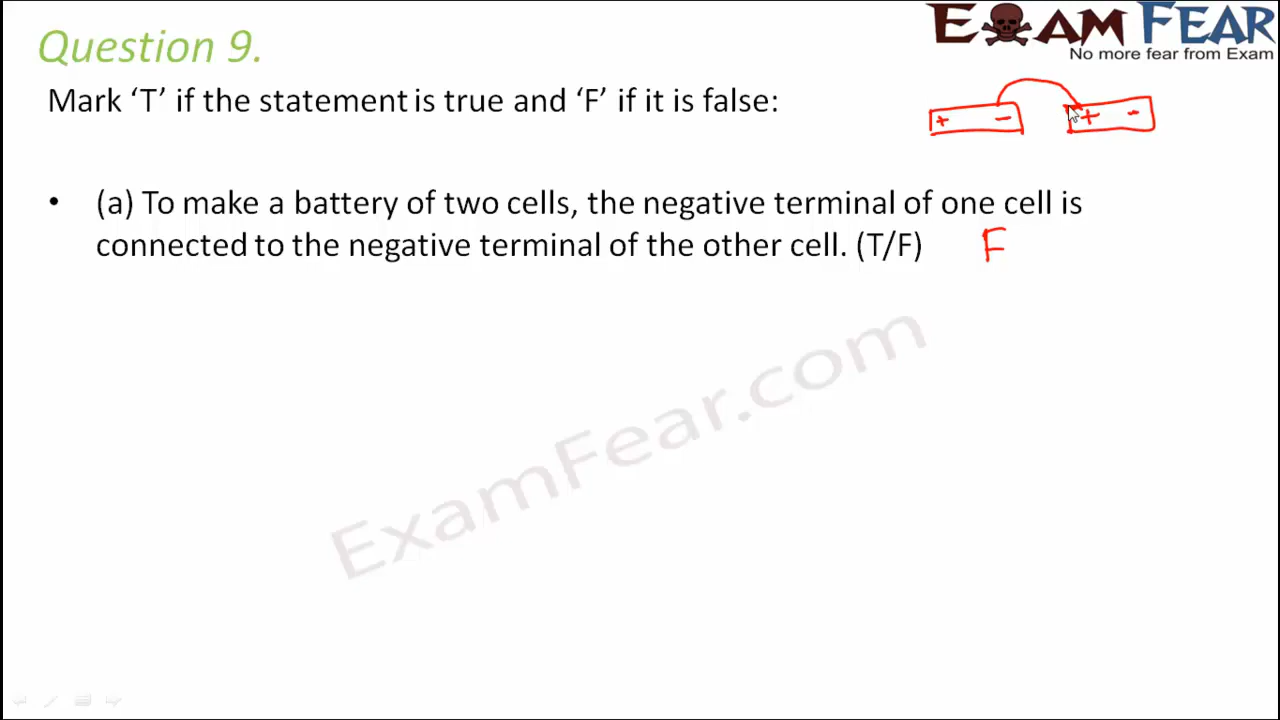 EXAM FEAR
No more fear from Exam
Question 9.
Mark ‘T’ if the statement is true and ‘F’ if it is false:
+ - + -
• (a) To make a battery of two cells, the negative terminal of one cell is
connected to the negative terminal of the other cell. (T/F) F
ExamFear.com